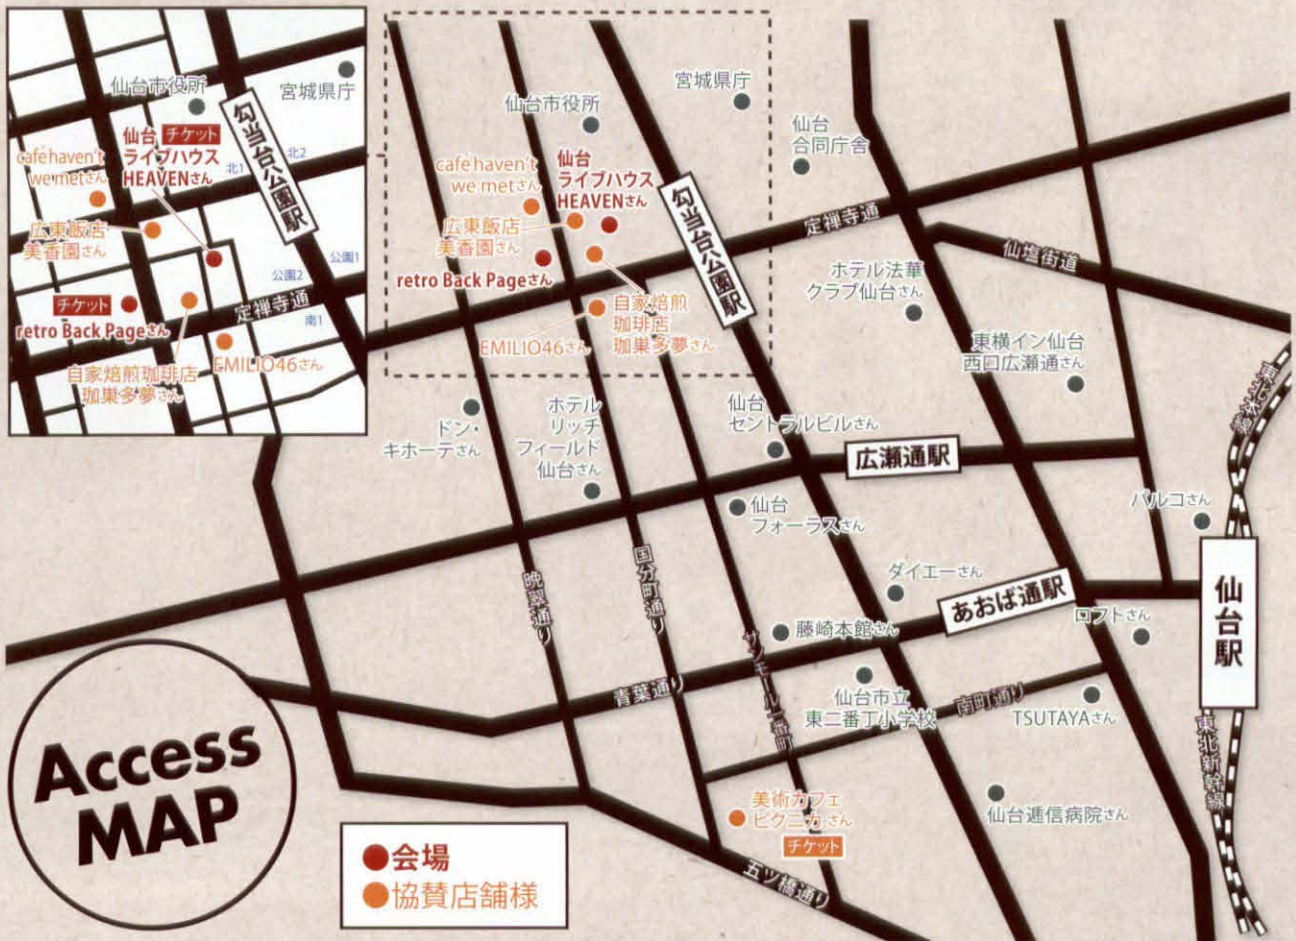 仙台市役所
宮城県庁
勾当台公園駅
仙台 チケット
ライブハウス
HEAVENさん
café haven't
we metさん
北1
北2
広東飯店
美香園さん
公園1
公園2
チケット
retro Back Pageさん
定禅寺通
南1
EMILIO46さん
自家焙煎珈琲店
珈巣多夢さん
仙台市役所
宮城県庁
仙台
合同庁舎
café haven't
we metさん
仙台
ライブハウス
HEAVENさん
勾当台公園駅
広東飯店
美香園さん
定禅寺通
仙塩街道
retro Back Pageさん
ホテル法華
クラブ仙台さん
自家焙煎
珈琲店
珈巣多夢さん
EMILIO46さん
東横イン仙台
西口広瀬通さん
ドン・
キホーテさん
ホテル
リッチ
フィールド
仙台さん
仙台
セントラルビルさん
広瀬通駅
仙台
フォーラスさん
パルコさん
晩翠通り
国分町通り
ダイエーさん
あおば通駅
仙台駅
サンモール一番町
藤崎本館さん
ロフトさん
青葉通り
仙台市立
東二番丁小学校
南町通り
TSUTAYAさん
東北新幹線
美術カフェ
ピクニカさん
チケット
仙台逓信病院さん
五ツ橋通り
Access
MAP
会場
協賛店舗様